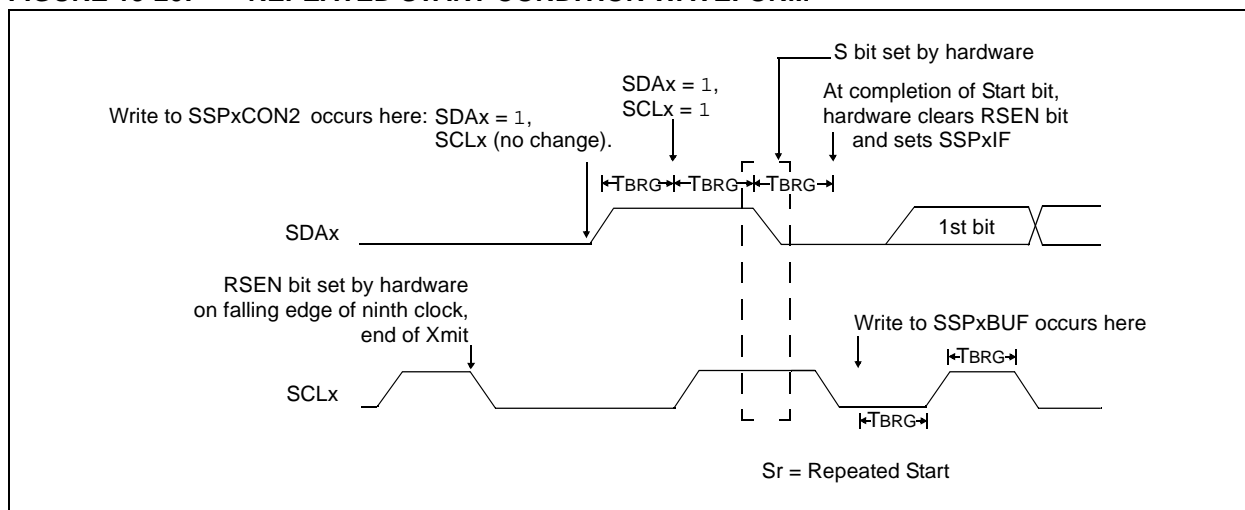 S bit set by hardware
SDAx = 1,
SCLx = 1
At completion of Start bit,
hardware clears RSEN bit
and sets SSPxIF
Write to SSPxCON2 occurs here: SDAx = 1,
SCLx (no change).
TBRG TBRG TBRG
SDAx
1st bit
RSEN bit set by hardware
on falling edge of ninth clock,
end of Xmit
Write to SSPxBUF occurs here
TBRG
SCLx
TBRG
Sr = Repeated Start